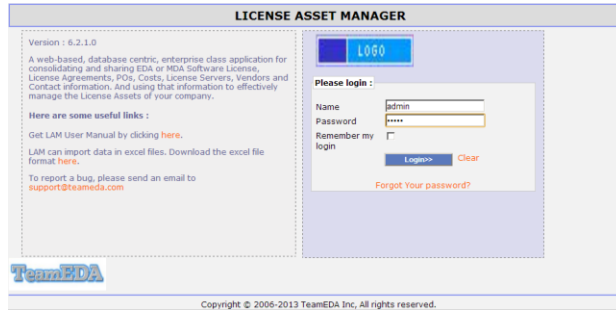 LICENSE ASSET MANAGER
Version : 6.2.1.0
A web-based, database centric, enterprise class application for
consolidating and sharing EDA or MDA Software License,
License Agreements, POs, Costs, License Servers, Vendors and
Contact information. And using that information to effectively
manage the License Assets of your company.
Here are some useful links :
Get LAM User Manual by clicking here.
LAM can import data in excel files. Download the excel file
format here.
To report a bug, please send an email to
support@teameda.com
LOGO
Please login :
Name admin
Password •••••
Remember my
login
Login>> Clear
Forgot Your password?
TeamEDA
Copyright © 2006-2013 TeamEDA Inc, All rights reserved.